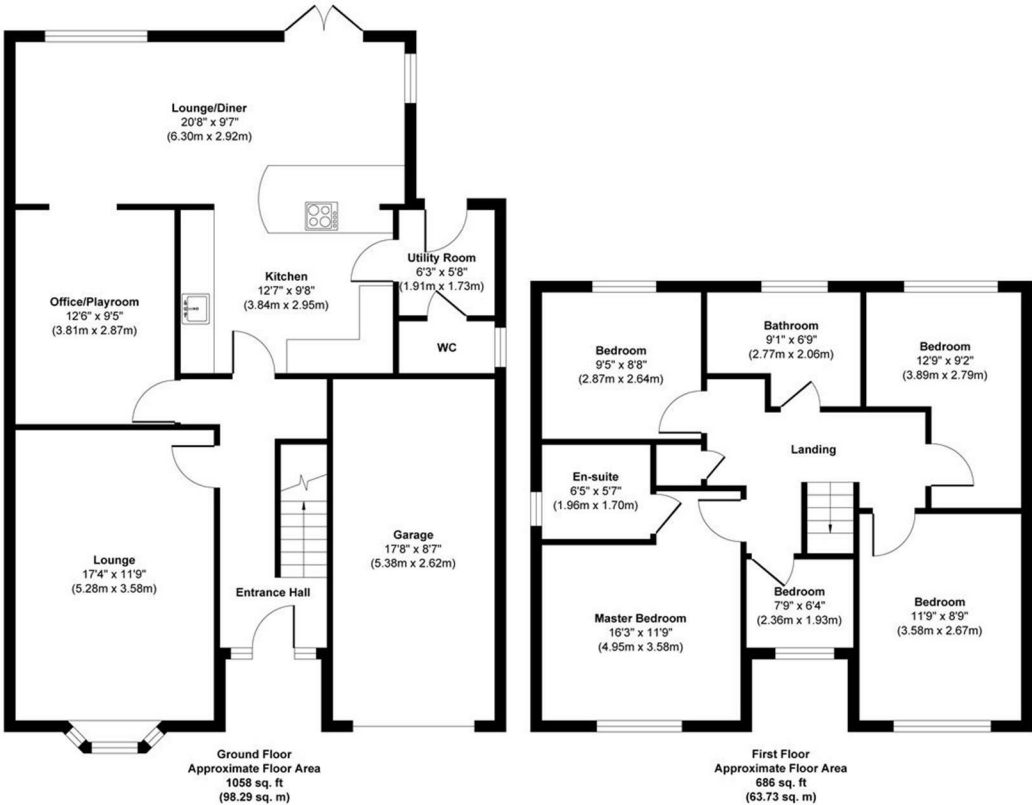 Lounge/Diner
20'8" x 9'7"
(6.30m x 2.92m)
Utility Room
6'3" x 5'8"
(1.91m x 1.73m)
Kitchen
12'7" x 9'8"
(3.84m x 2.95m)
Office/Playroom
12'6" x 9'5"
(3.81m x 2.87m)
WC
Garage
17'8" x 8'7"
(5.38m x 2.62m)
Lounge
17'4" x 11'9"
(5.28m x 3.58m)
Entrance Hall
Ground Floor
Approximate Floor Area
1058 sq. ft
(98.29 sq. m)
Bedroom
9'5" x 8'8"
(2.87m x 2.64m)
Bathroom
9'1" x 6'9"
(2.77m x 2.06m)
Bedroom
12'9" x 9'2"
(3.89m x 2.79m)
Landing
En-suite
6'5" x 5'7"
(1.96m x 1.70m)
Master Bedroom
16'3" x 11'9"
(4.95m x 3.58m)
Bedroom
7'9" x 6'4"
(2.36m x 1.93m)
Bedroom
11'9" x 8'9"
(3.58m x 2.67m)
First Floor
Approximate Floor Area
686 sq. ft
(63.73 sq. m)